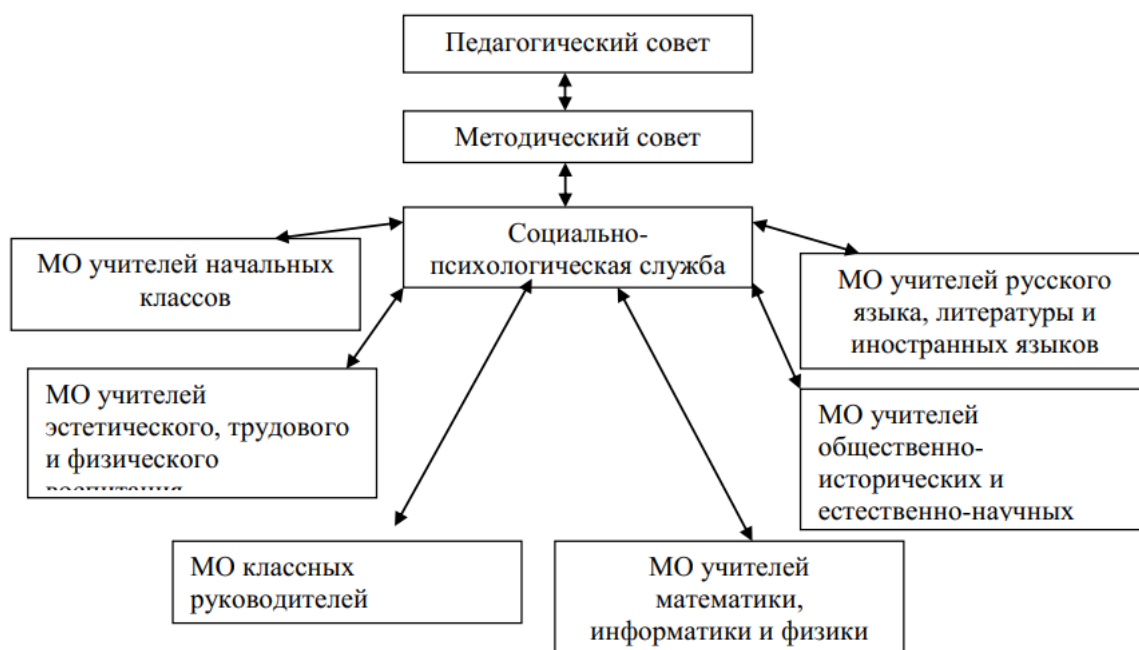 Педагогический совет
Методический совет
Социально-
психологическая служба
МО учителей начальных
классов
МО учителей русского
языка, литературы и
иностранных языков
МО учителей
эстетического, трудового
и физического
воспитания
МО учителей
общественно-
исторических и
естественно-научных
МО классных
руководителей
МО учителей
математики,
информатики и физики